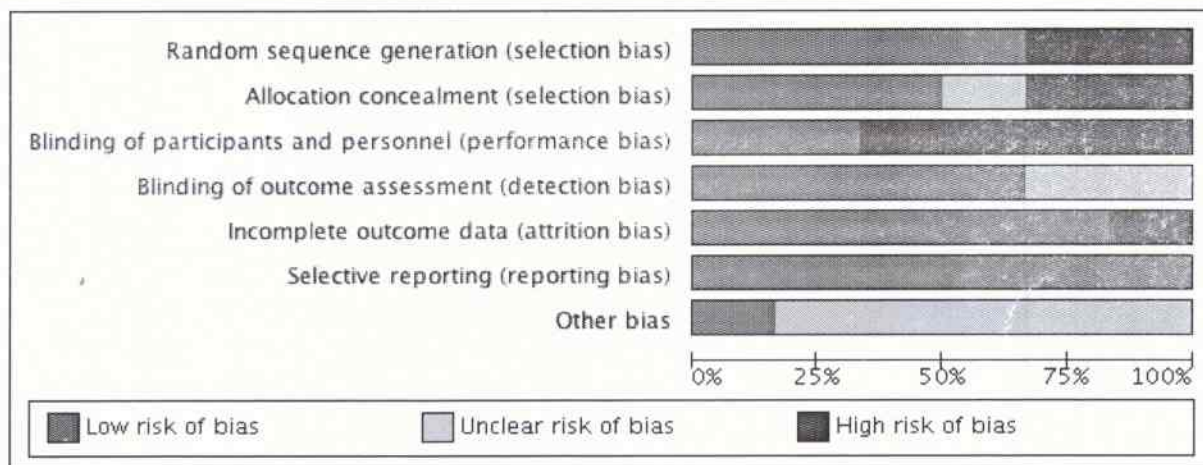 Random sequence generation (selection bias)
Allocation concealment (selection bias)
Blinding of participants and personnel (performance bias)
Blinding of outcome assessment (detection bias)
Incomplete outcome data (attrition bias)
Selective reporting (reporting bias)
Other bias
0% 25% 50% 75% 100%
Low risk of bias Unclear risk of bias High risk of bias